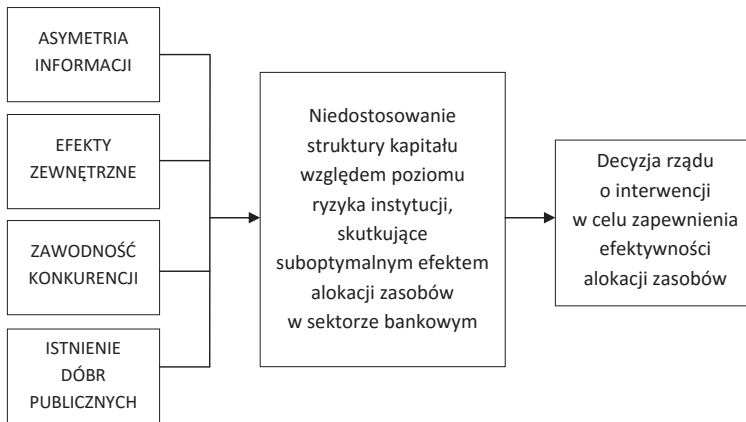 ASYMETRIA
INFORMACJI
EFEKTY
ZEWNĘTRZNE
ZAWODNOŚĆ
KONKURENCJI
ISTNIENIE
DÓBR
PUBLICZNYCH
Niedostosowanie
struktury kapitału
względem poziomu
ryzyka instytucji,
skutkujące
suboptymalnym efektem
alokacji zasobów
w sektorze bankowym
Decyzja rządu
o interwencji
w celu zapewnienia
efektywności
alokacji zasobów